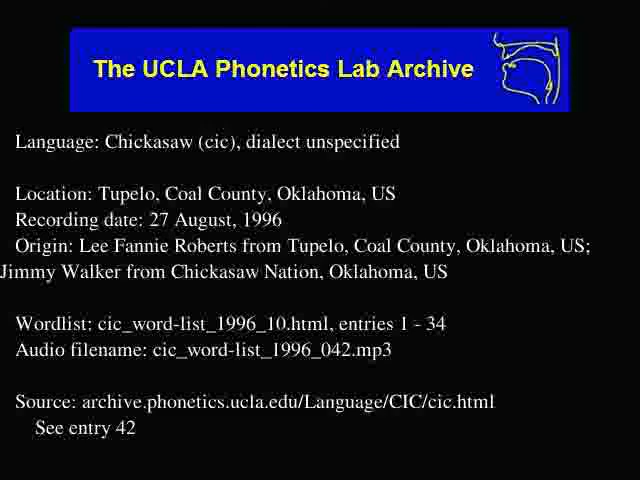 The UCLA Phonetics Lab Archive
Language: Chickasaw (cic), dialect unspecified
Location: Tupelo, Coal County, Oklahoma, US
Recording date: 27 August, 1996
Origin: Lee Fannie Roberts from Tupelo, Coal County, Oklahoma, US;
Jimmy Walker from Chickasaw Nation, Oklahoma, US
Wordlist: cic_word-list_1996_10.html, entries 1 - 34
Audio filename: cic_word-list_1996_042.mp3
Source: archive.phonetics.ucla.edu/Language/CIC/cic.html
See entry 42